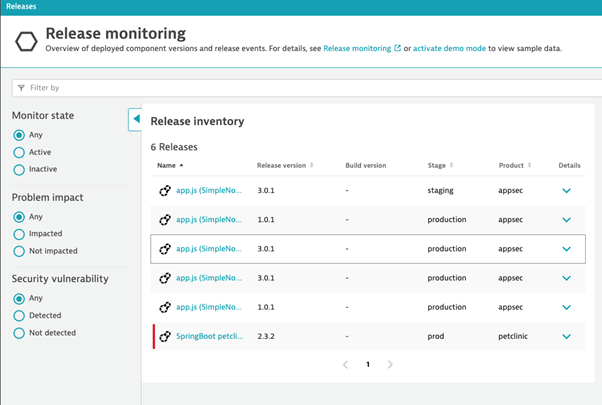 Releases
Release monitoring
Overview of deployed component versions and release events. For details, see Release monitoring or activate demo mode to view sample data.
Filter by
Monitor state
Any
Active
Inactive
Problem impact
Any
Impacted
Not impacted
Security vulnerability
Any
Detected
Not detected
Release inventory
6 Releases
Name Release version Build version Stage Product Details
app.js (SimpleNo... 3.0.1 - staging appsec
app.js (SimpleNo... 1.0.1 - production appsec
app.js (SimpleNo... 3.0.1 - production appsec
app.js (SimpleNo... 3.0.1 - production appsec
app.js (SimpleNo... 1.0.1 - production appsec
SpringBoot petcli... 2.3.2 - prod petclinic
1